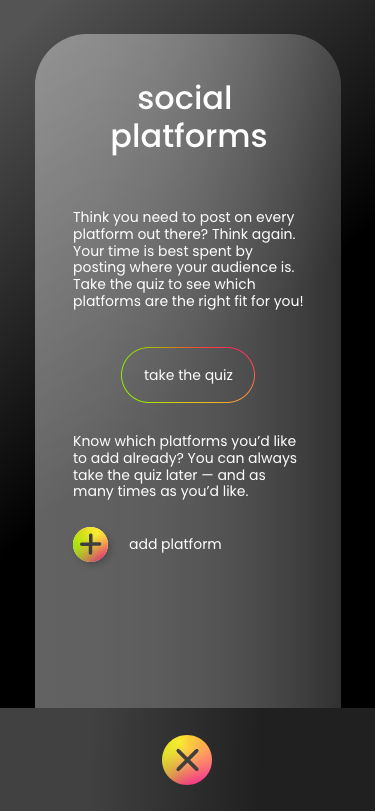 social
platforms
Think you need to post on every
platform out there? Think again.
Your time is best spent by
posting where your audience is.
Take the quiz to see which
platforms are the right fit for you!
take the quiz
Know which platforms you’d like
to add already? You can always
take the quiz later — and as
many times as you’d like.
add platform